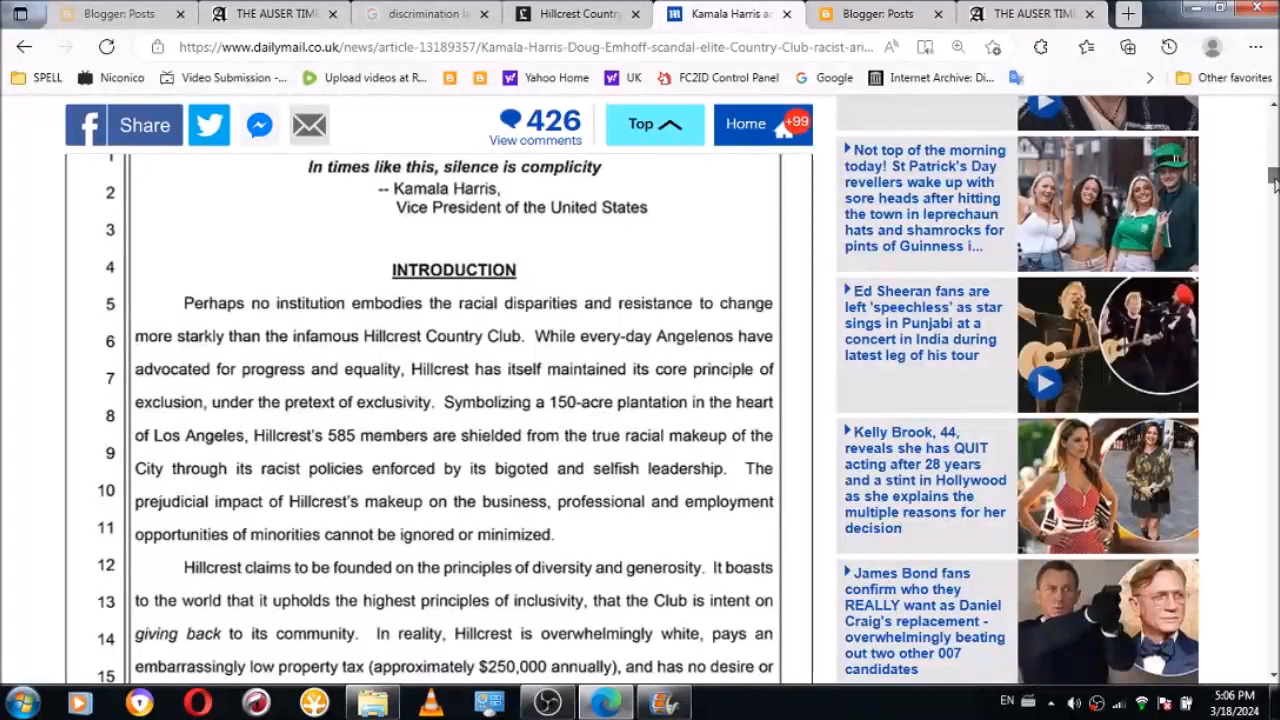 Blogger: Posts
THE AUSER TIM
discrimination l
Hillcrest Country
Kamala Harris a
Blogger: Posts
THE AUSER TIM
https://www.dailymail.co.uk/news/article-13189357/Kamala-Harris-Doug-Emhoff-scandal-elite-Country-Club-racist-ari...
SPELL
Niconico
Video Submission -...
Upload videos at R...
Yahoo Home
UK
FC2ID Control Panel
Google
Internet Archive: Di...
Other favorites
Share
426
View comments
Top
Home
+99
In times like this, silence is complicity
2 -- Kamala Harris,
Vice President of the United States
3
4 INTRODUCTION
5 Perhaps no institution embodies the racial disparities and resistance to change
6 more starkly than the infamous Hillcrest Country Club. While every-day Angelenos have
7 advocated for progress and equality, Hillcrest has itself maintained its core principle of
8 exclusion, under the pretext of exclusivity. Symbolizing a 150-acre plantation in the heart
9 of Los Angeles, Hillcrest's 585 members are shielded from the true racial makeup of the
City through its racist policies enforced by its bigoted and selfish leadership. The
10 prejudicial impact of Hillcrest's makeup on the business, professional and employment
11 opportunities of minorities cannot be ignored or minimized.
12 Hillcrest claims to be founded on the principles of diversity and generosity. It boasts
13 to the world that it upholds the highest principles of inclusivity, that the Club is intent on
14 giving back to its community. In reality, Hillcrest is overwhelmingly white, pays an
15 embarrassingly low property tax (approximately $250,000 annually), and has no desire or
Not top of the morning
today! St Patrick's Day
revellers wake up with
sore heads after hitting
the town in leprechaun
hats and shamrocks for
pints of Guinness i...
Ed Sheeran fans are
left 'speechless' as star
sings in Punjabi at a
concert in India during
latest leg of his tour
Kelly Brook, 44,
reveals she has QUIT
acting after 28 years
and a stint in Hollywood
as she explains the
multiple reasons for her
decision
James Bond fans
confirm who they
REALLY want as Daniel
Craig's replacement -
overwhelmingly beating
out two other 007
candidates
EN
5:06 PM
3/18/2024